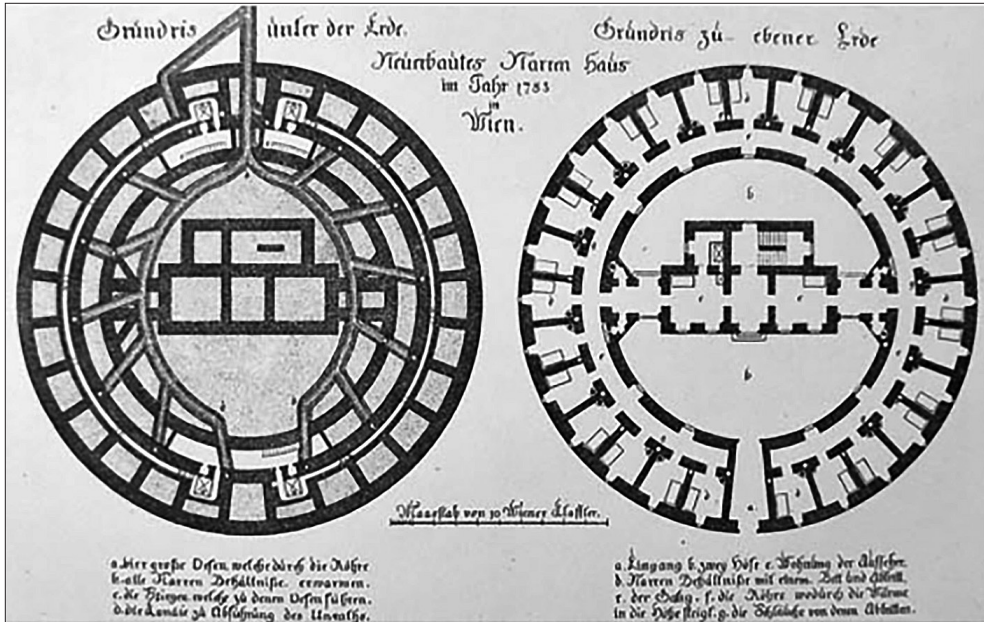 Grundris unter der Erde.
Grundris zu ebener Erde
Neuerbautes Narren Haus
im Jahr 1783
in
Wien.
Maasstab von 10 Wiener Klaffter.
a. Vier große Oefen, welche durch die Röhre
b. alle Narren Behältniße erwarmen.
c. die Stiegen, welche zu denen Oefen führen.
d. die Kanäle zu Abführung des Unraths.
a. Eingang b. zwey Höfe c. Wohnung der Aufseher.
d. Narren Behältniße mit einem Bett und Abtritt.
e. der Gang. f. die Röhre wodurch die Wärme
in die Höhe steigt. g. die Schläuche von denen Abtritten.